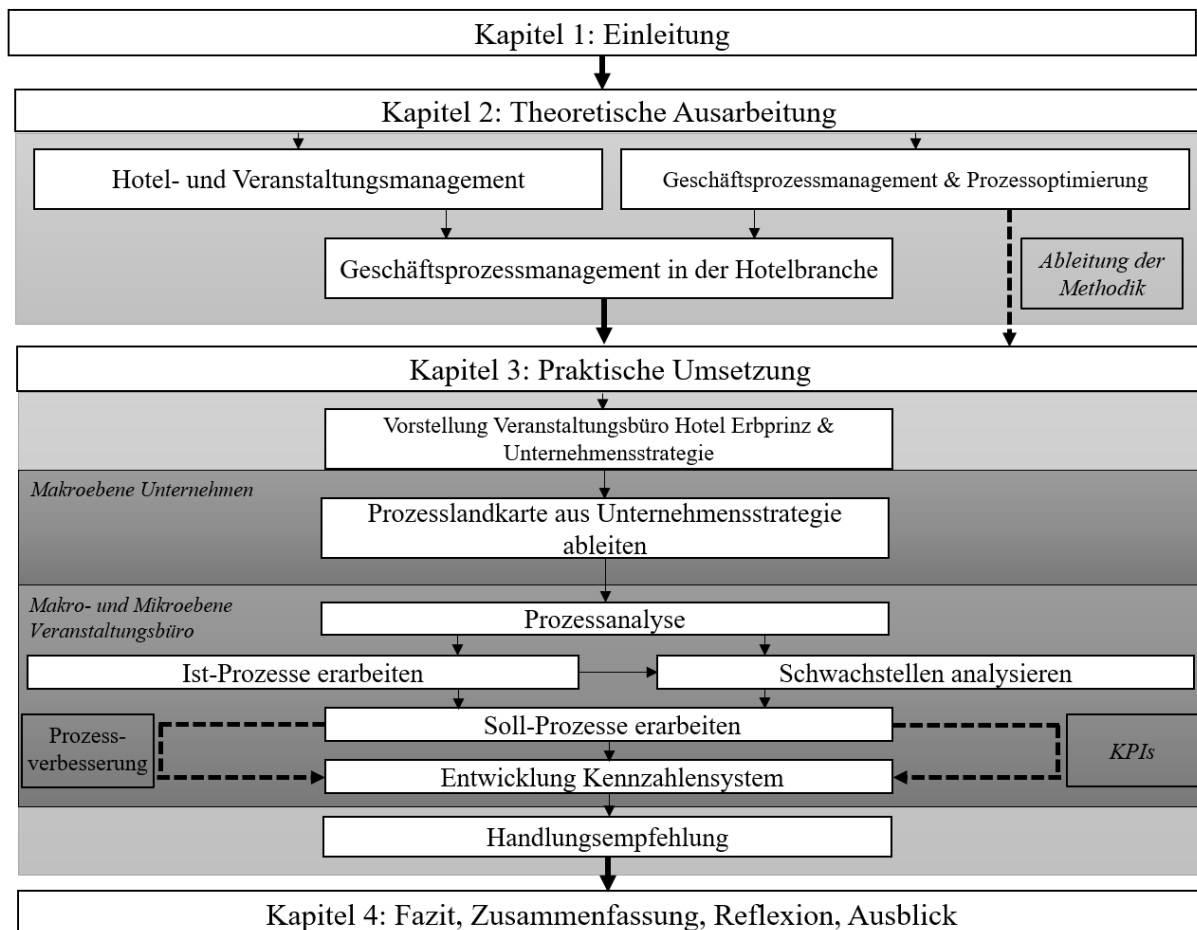 Kapitel 1: Einleitung
Kapitel 2: Theoretische Ausarbeitung
Hotel- und Veranstaltungsmanagement
Geschäftsprozessmanagement & Prozessoptimierung
Geschäftsprozessmanagement in der Hotelbranche
Ableitung der
Methodik
Kapitel 3: Praktische Umsetzung
Vorstellung Veranstaltungsbüro Hotel Erbprinz &
Unternehmensstrategie
Makroebene Unternehmen
Prozesslandkarte aus Unternehmensstrategie
ableiten
Makro- und Mikroebene
Veranstaltungsbüro
Prozessanalyse
Ist-Prozesse erarbeiten
Schwachstellen analysieren
Soll-Prozesse erarbeiten
Prozess-
verbesserung
KPIs
Entwicklung Kennzahlensystem
Handlungsempfehlung
Kapitel 4: Fazit, Zusammenfassung, Reflexion, Ausblick